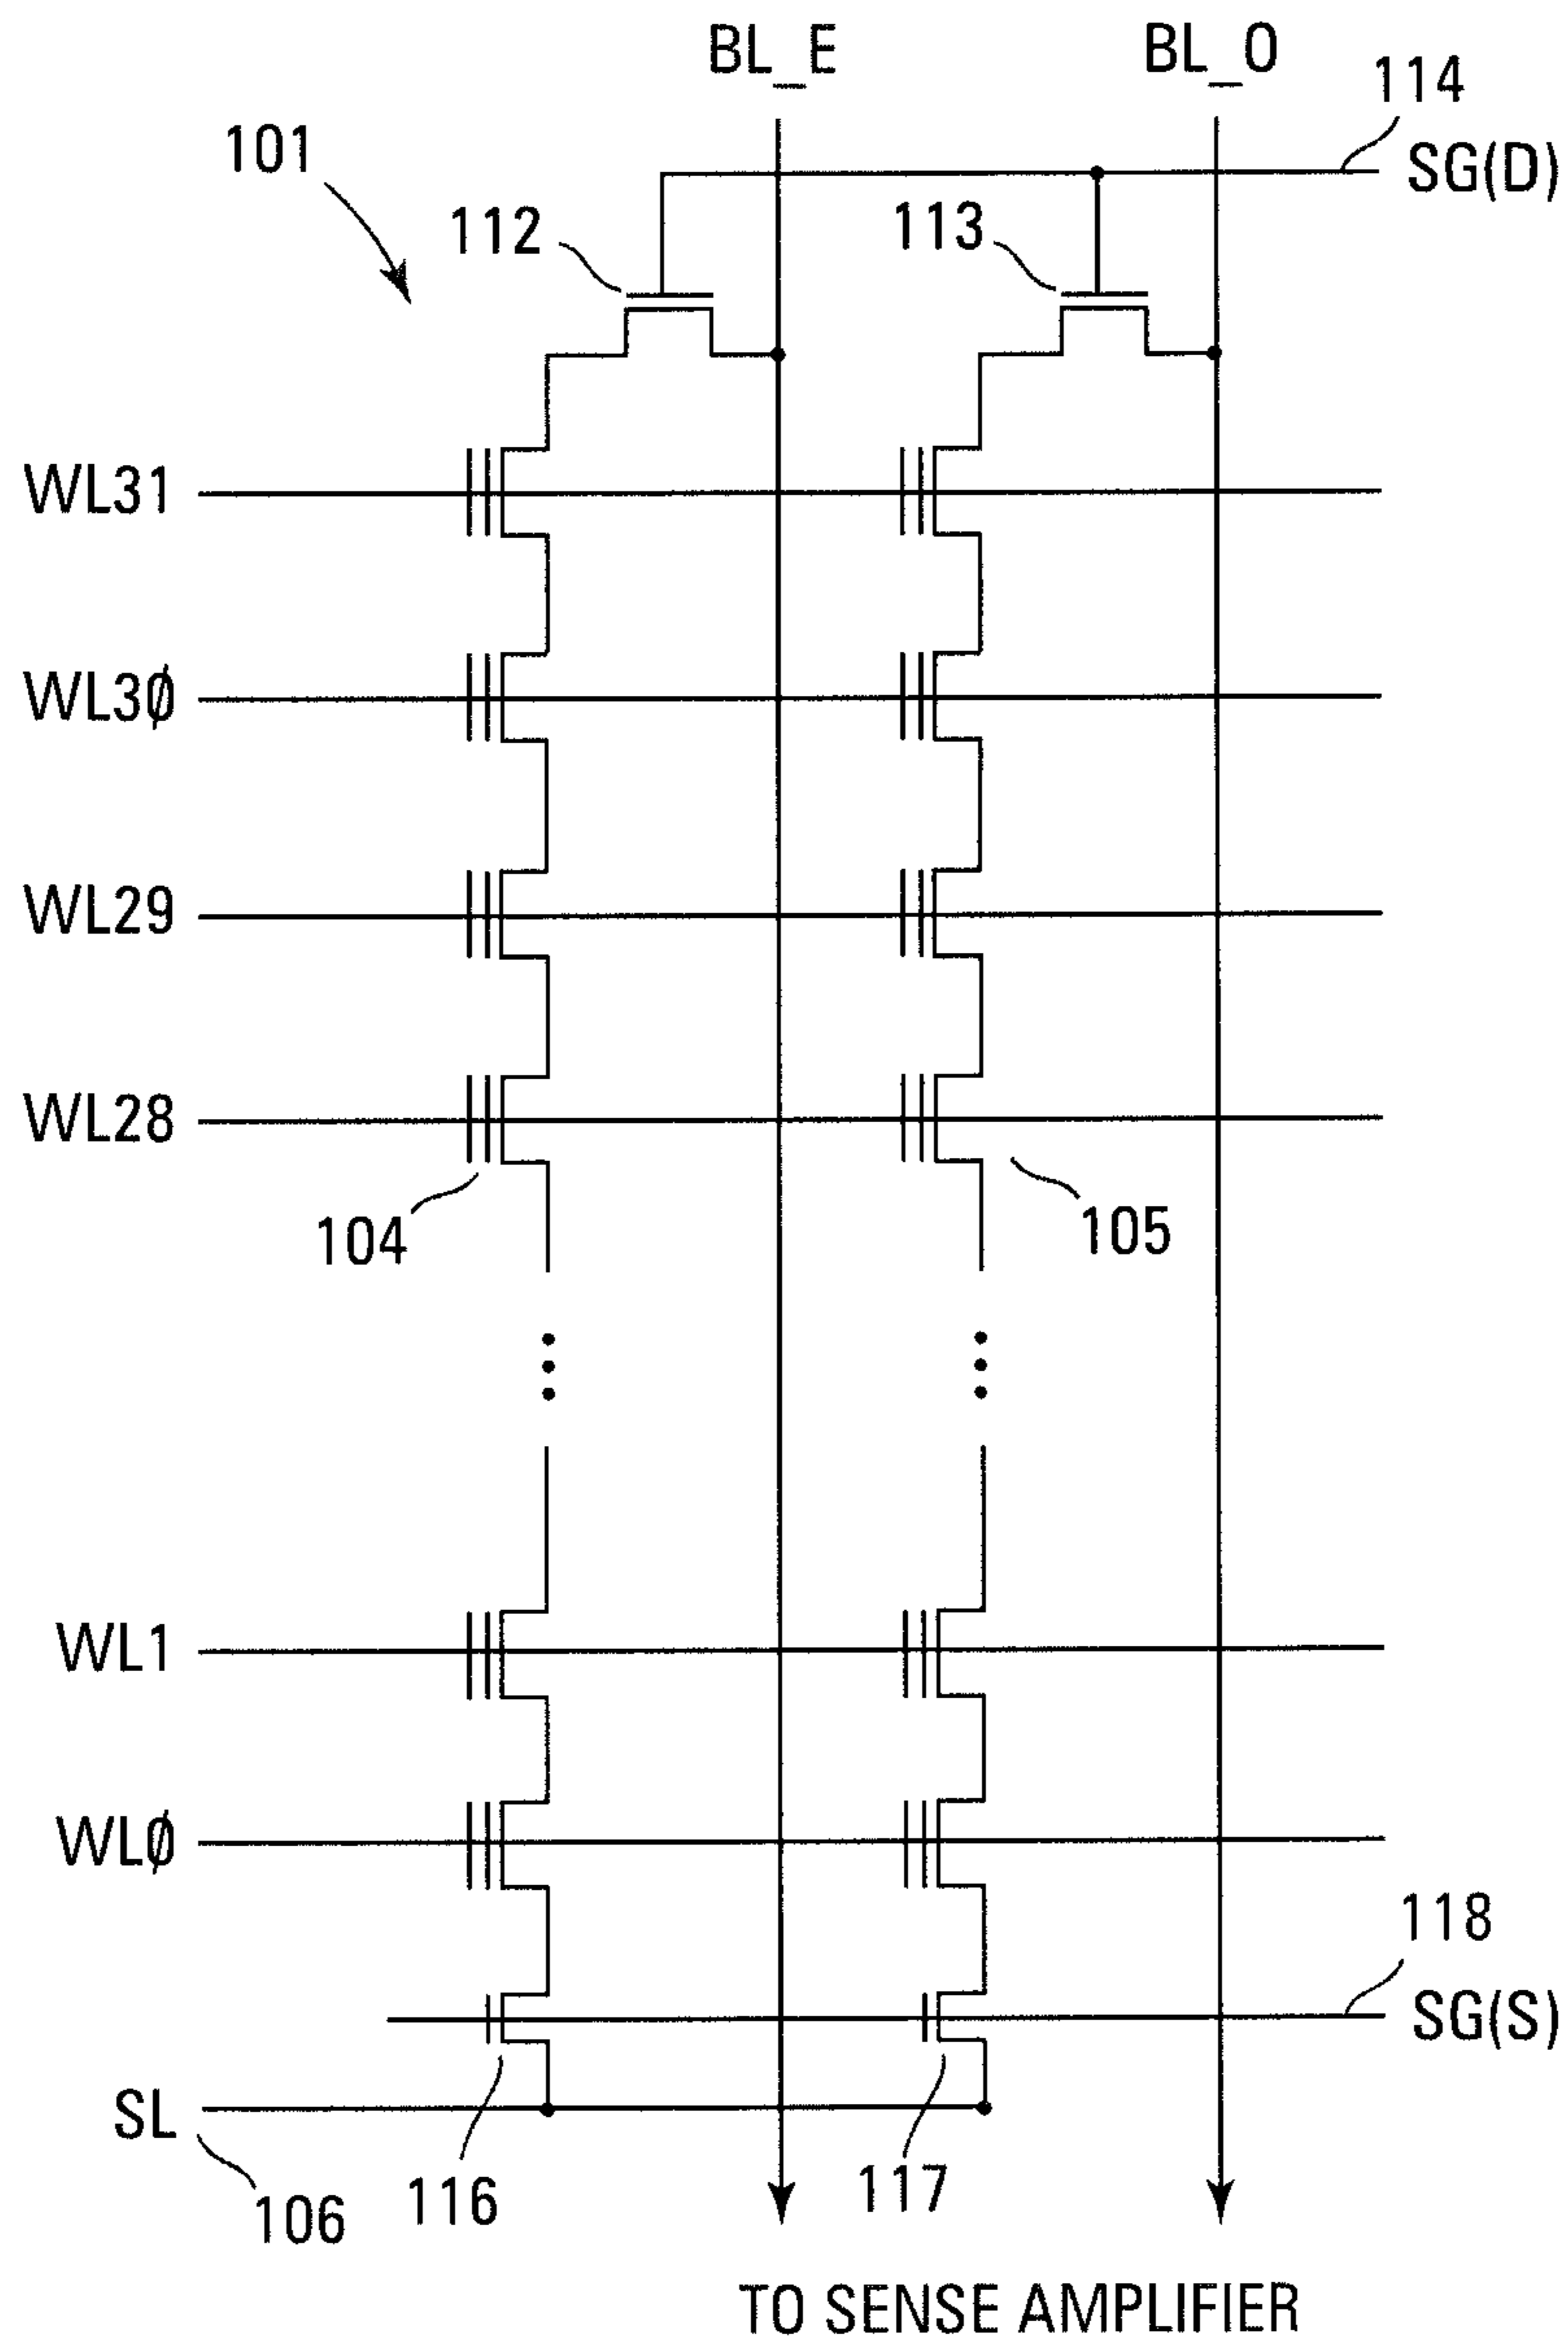 BL_E
BL_O
114
SG(D)
101
112
113
WL31
WL3ø
WL29
WL28
104
105
WL1
WLø
118
SG(S)
SL
106
116
117
TO SENSE AMPLIFIER